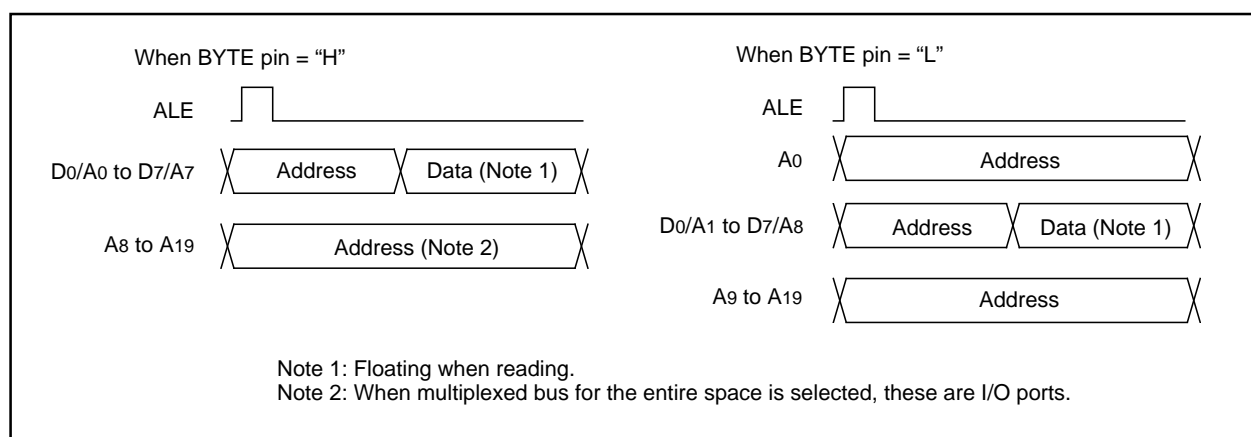 When BYTE pin = “H”
ALE
D0/A0 to D7/A7
Address
Data (Note 1)
A8 to A19
Address (Note 2)
When BYTE pin = “L”
ALE
A0
Address
D0/A1 to D7/A8
Address
Data (Note 1)
A9 to A19
Address
Note 1: Floating when reading.
Note 2: When multiplexed bus for the entire space is selected, these are I/O ports.